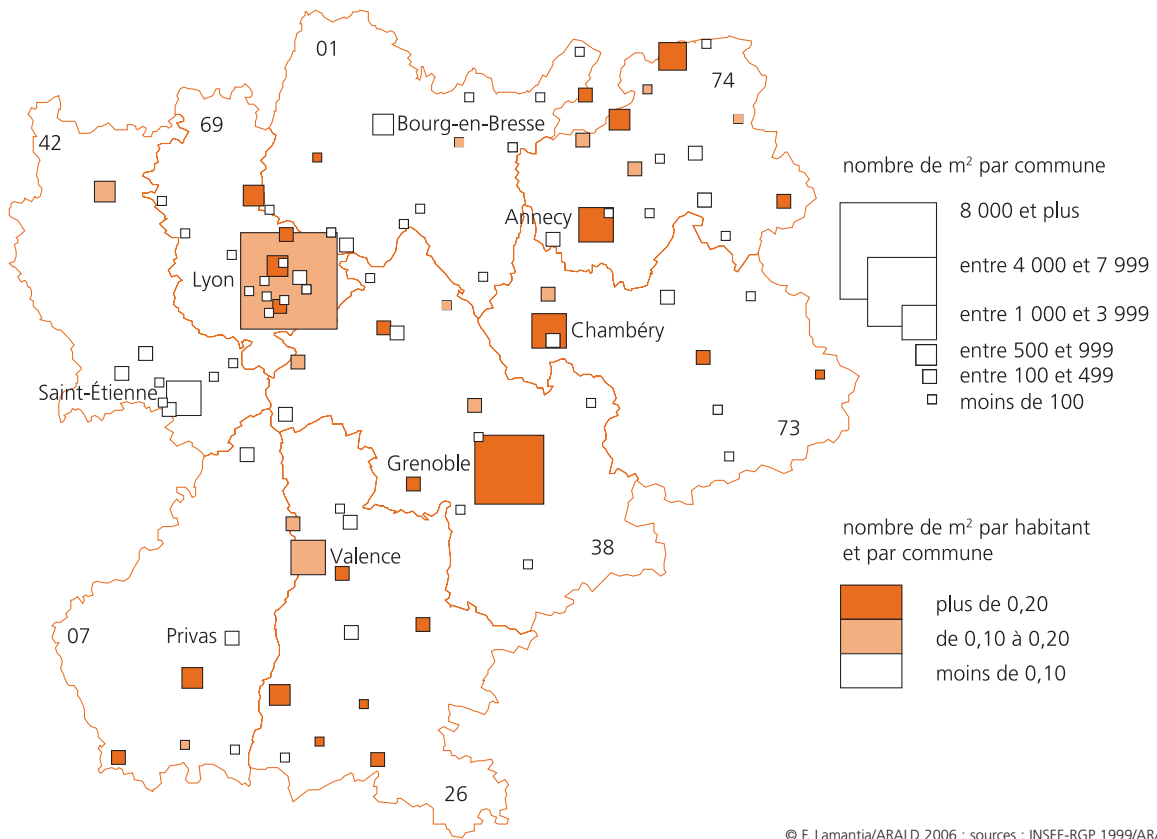 01
74
69
42
Bourg-en-Bresse
Annecy
Lyon
Chambéry
Saint-Étienne
73
Grenoble
38
Valence
07
Privas
26
nombre de m² par commune
8 000 et plus
entre 4 000 et 7 999
entre 1 000 et 3 999
entre 500 et 999
entre 100 et 499
moins de 100
nombre de m² par habitant
et par commune
plus de 0,20
de 0,10 à 0,20
moins de 0,10
© F. Lamantia/ARALD 2006 ; sources : INSEE-RGP 1999/ARA